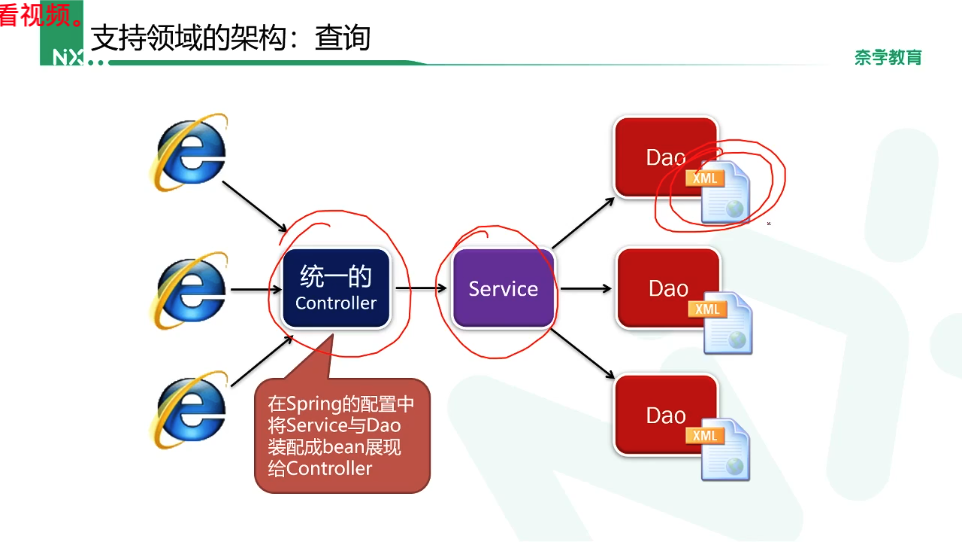 看视频。
支持领域的架构：查询
NX
奈学教育
Dao
XML
统一的
Controller
Service
Dao
XML
在Spring的配置中
将Service与Dao
装配成bean展现
给Controller
Dao
XML